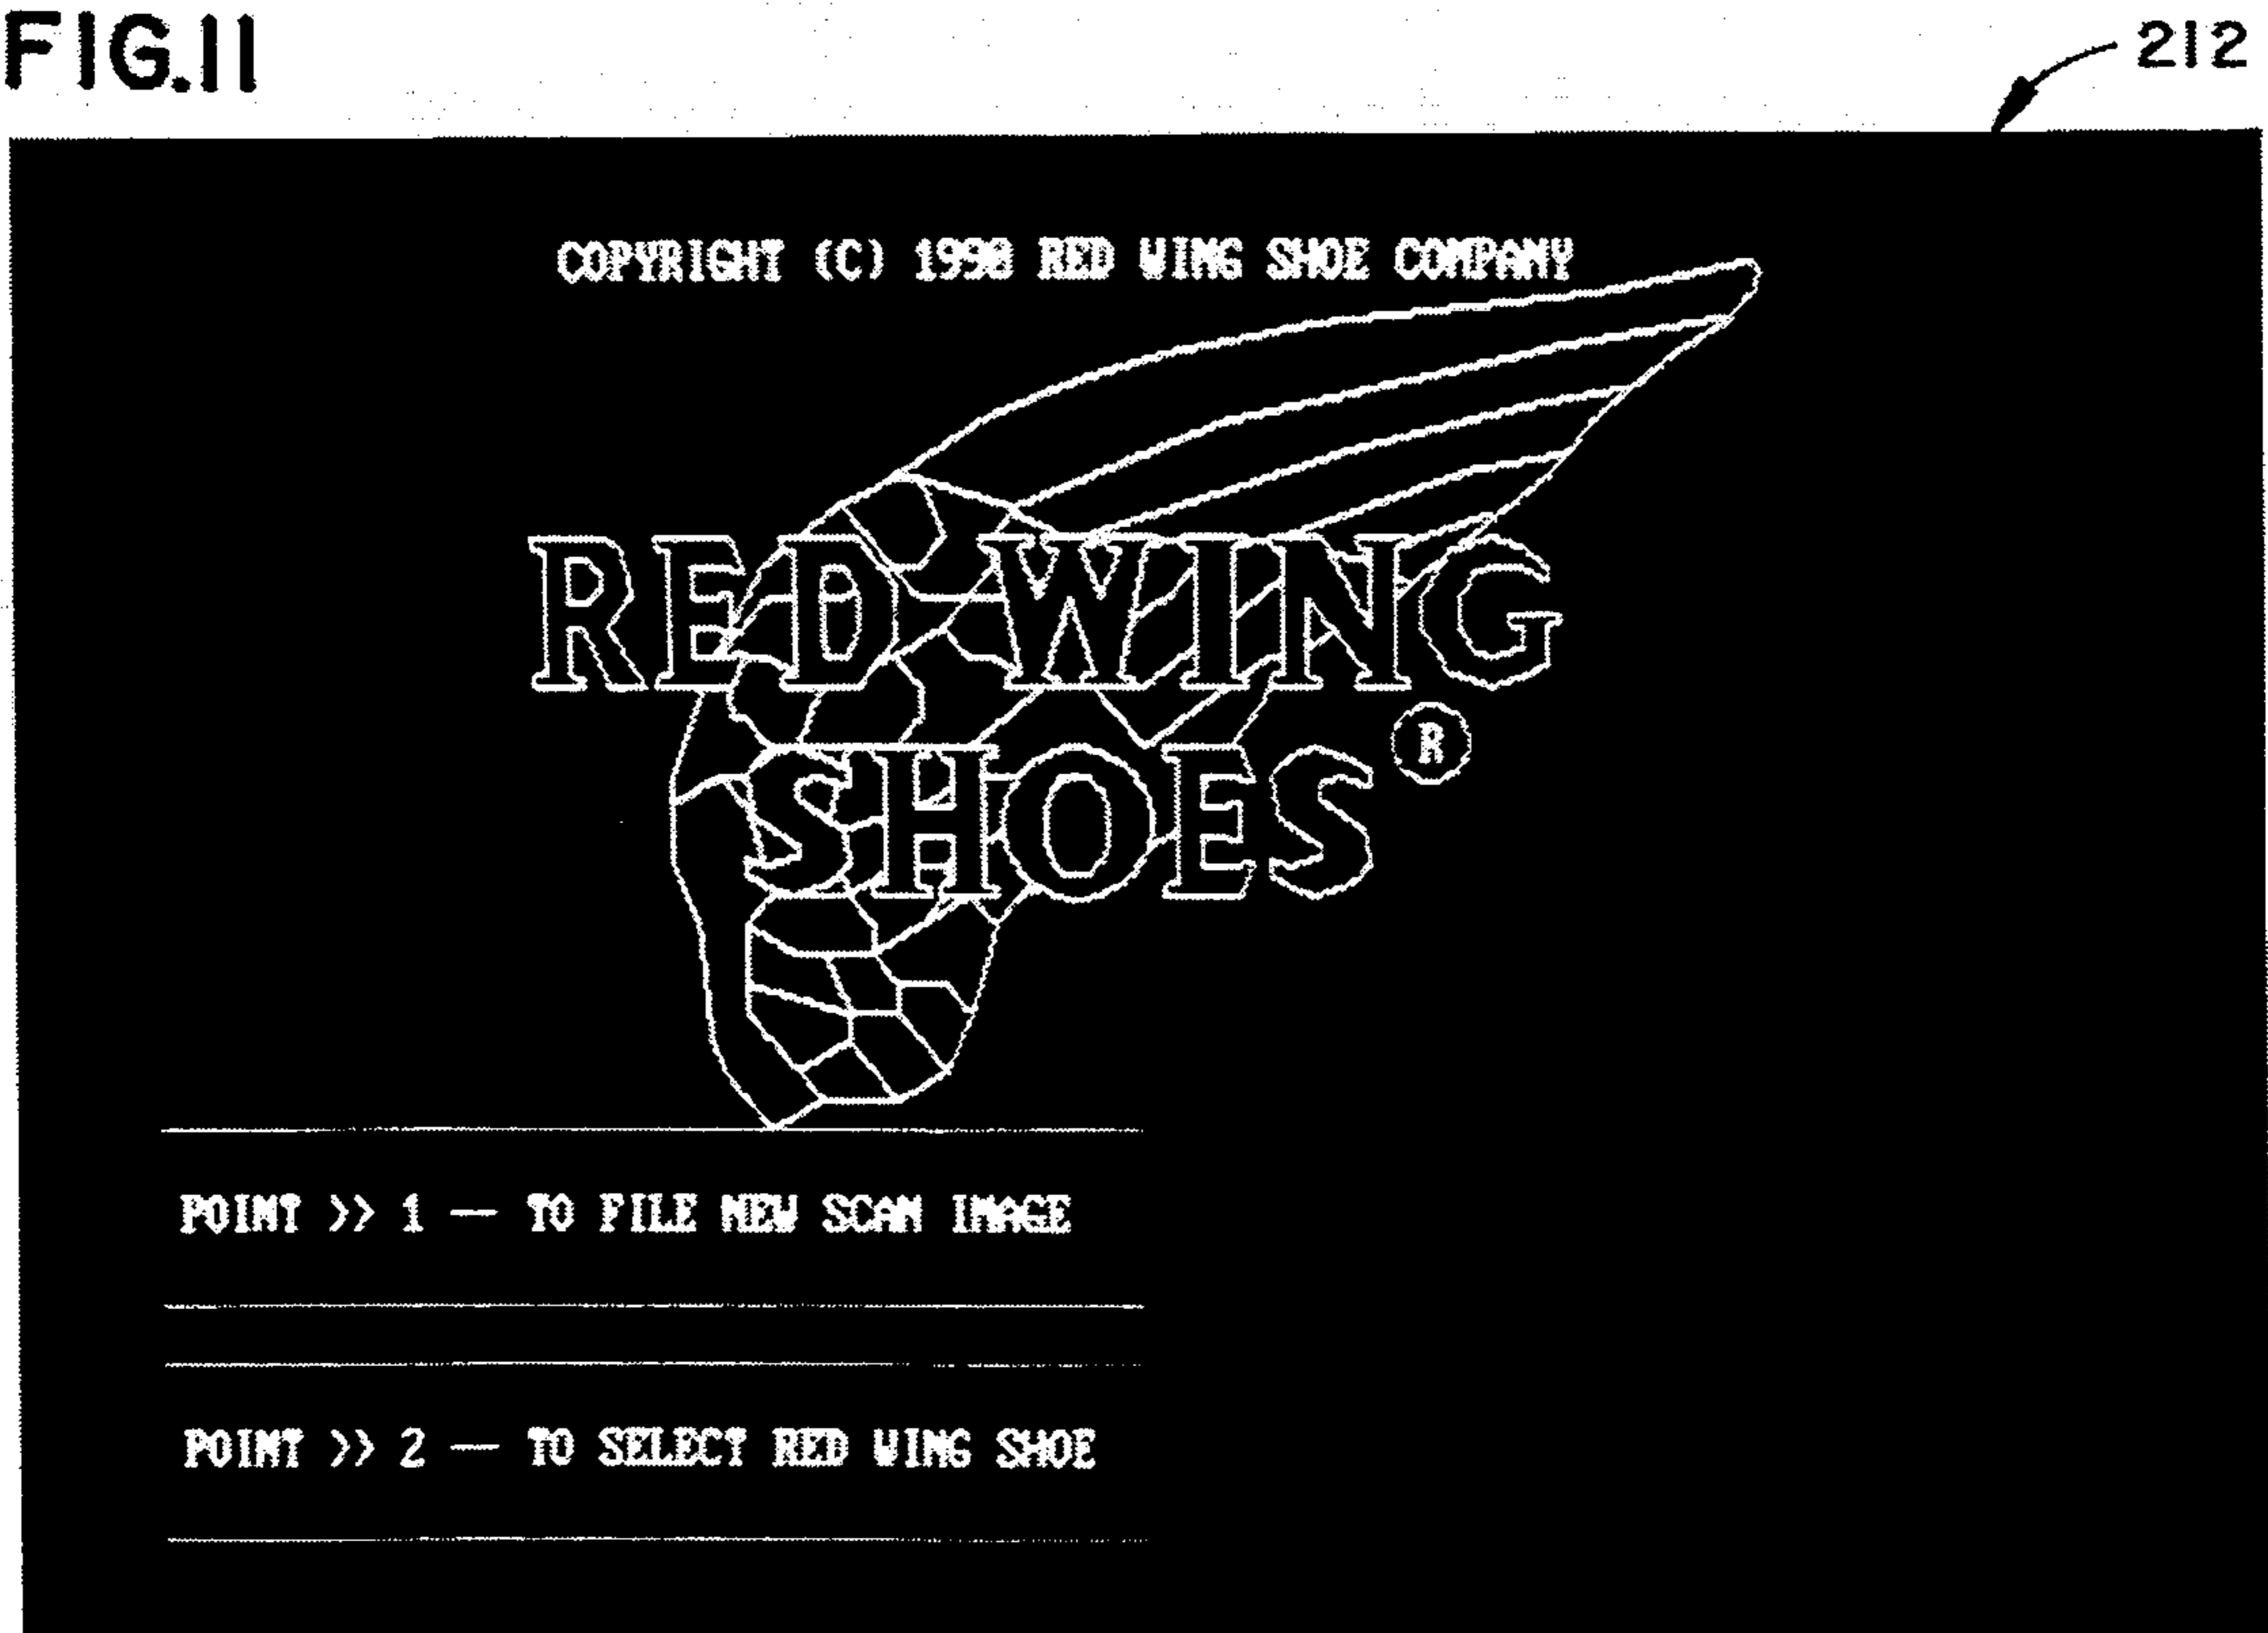 FIG.11
212
COPYRIGHT (C) 1990 RED WING SHOE COMPANY
RED WING
SHOES ®
POINT >> 1 — TO FILE NEW SCAN IMAGE
POINT >> 2 — TO SELECT RED WING SHOE